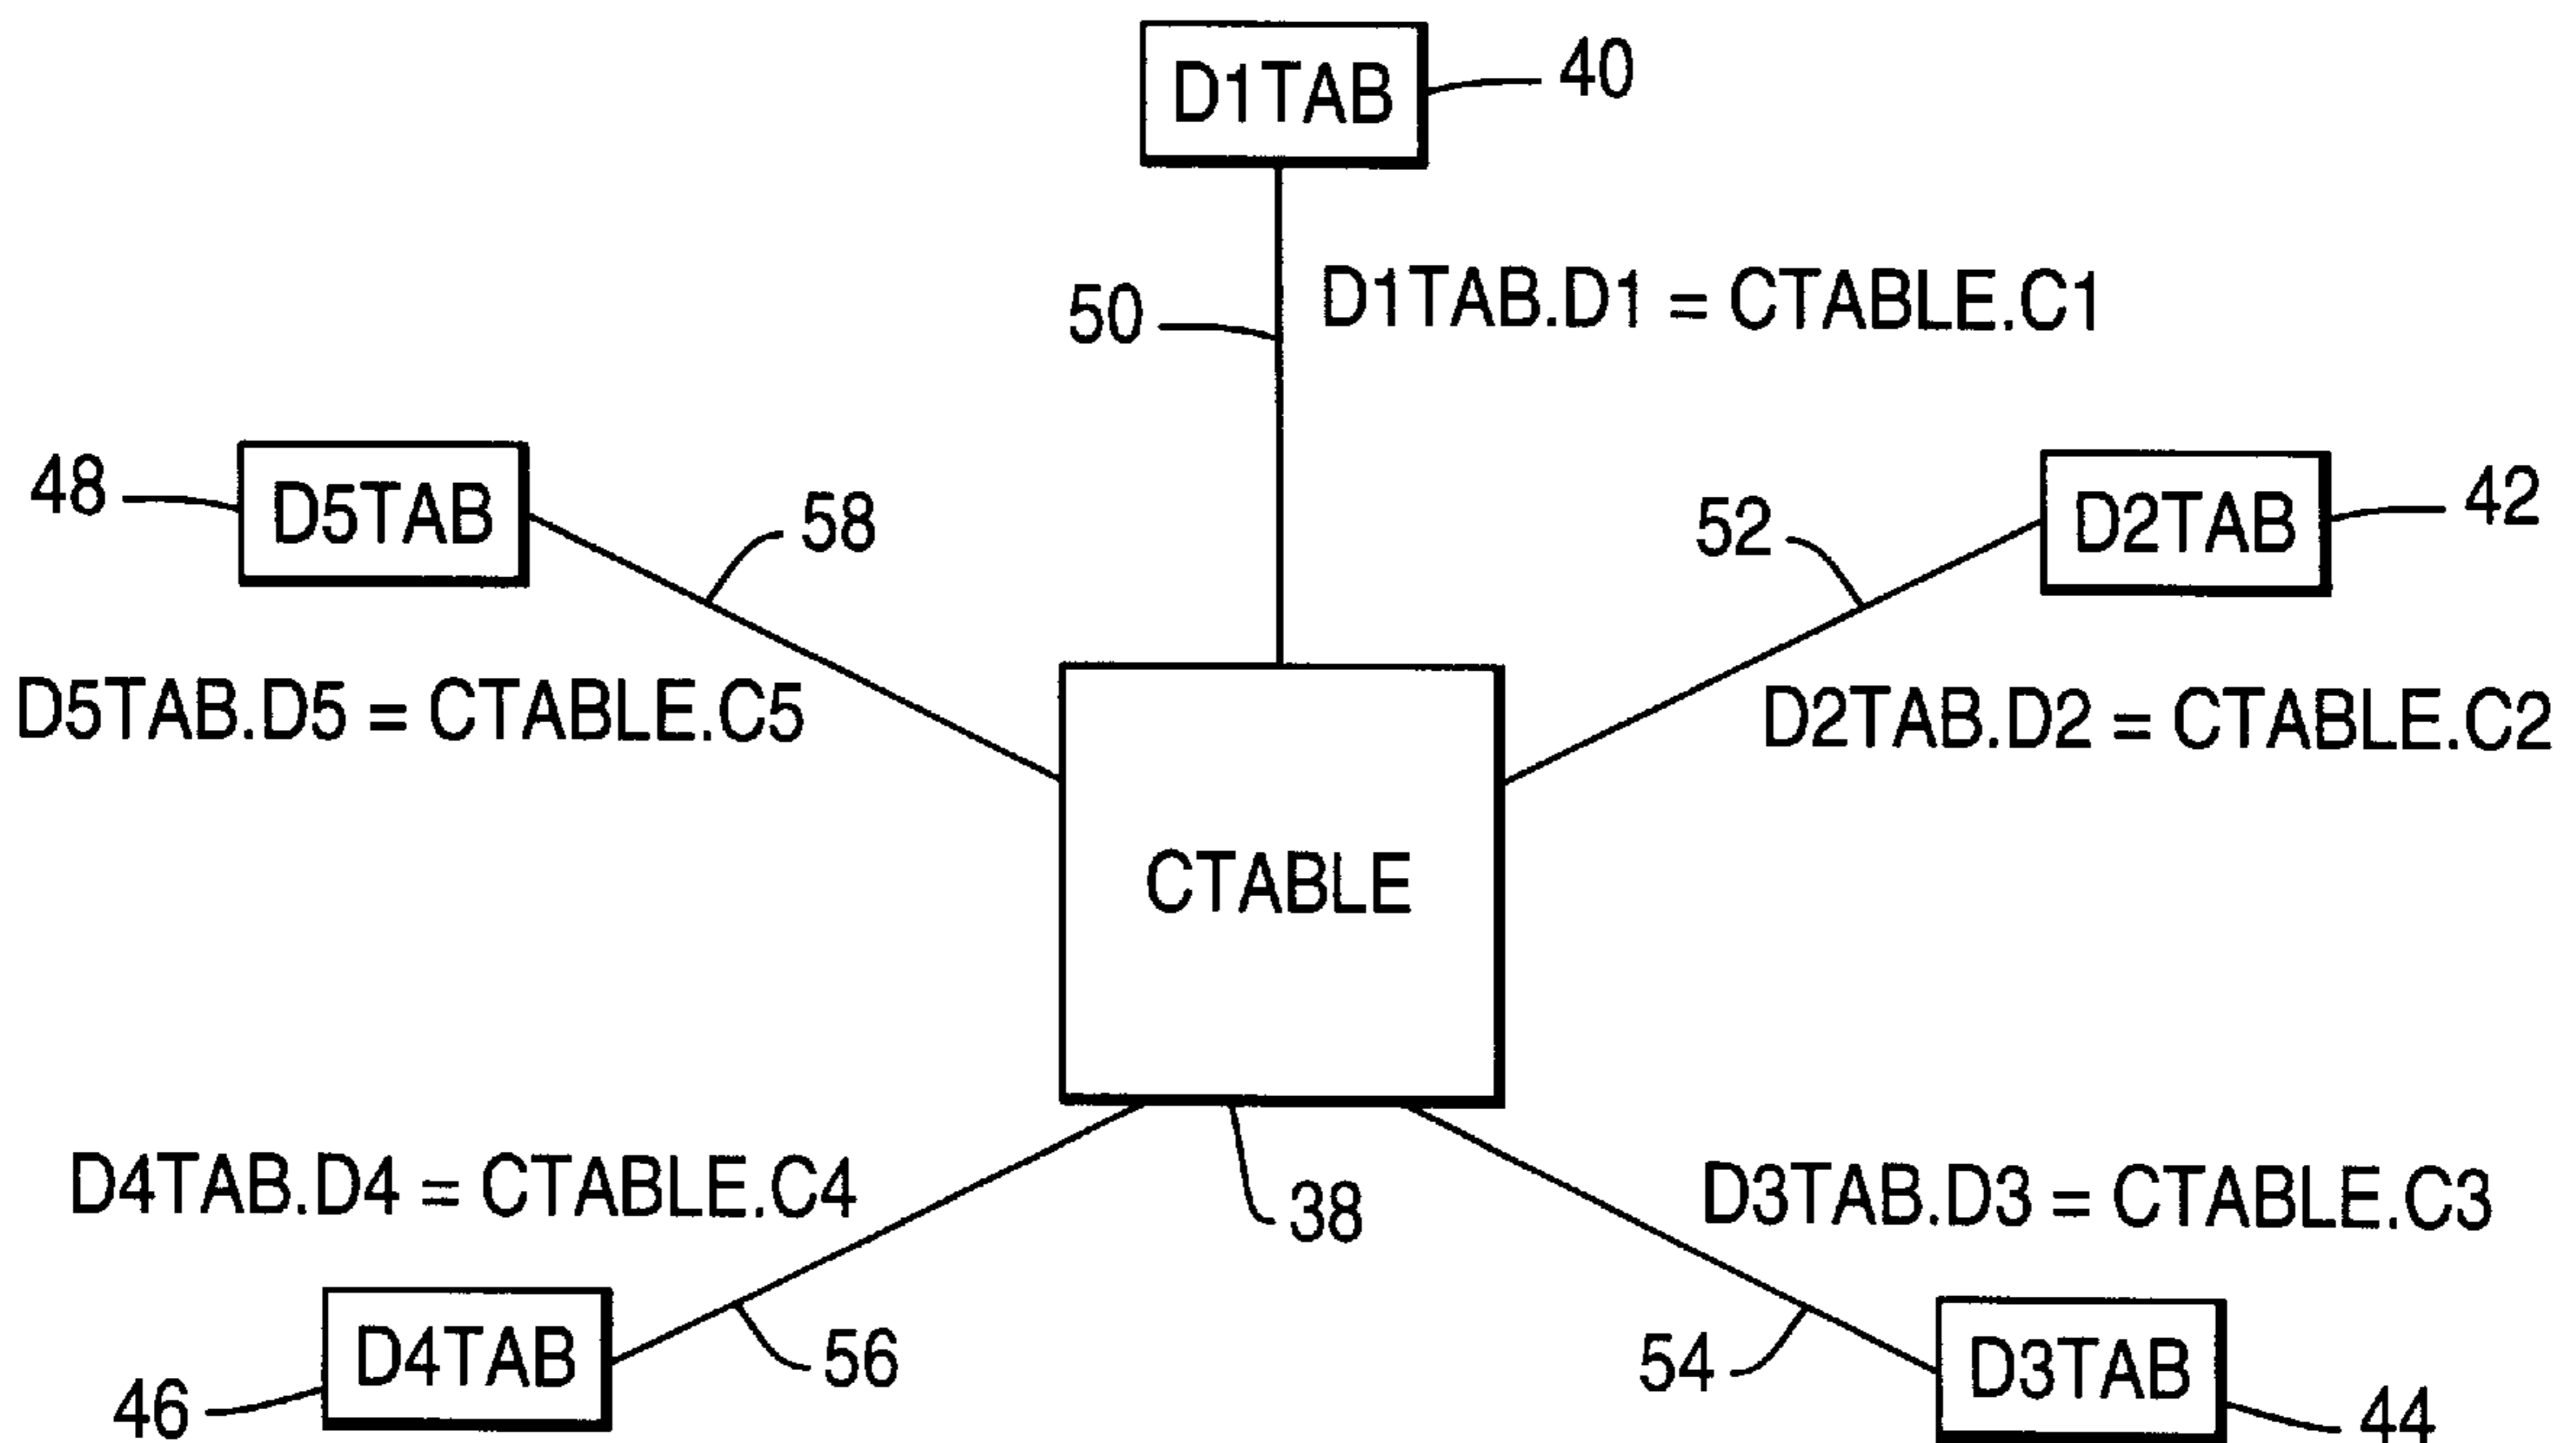 D1TAB
40
50
D1TAB.D1 = CTABLE.C1
48
D5TAB
58
52
D2TAB
42
D5TAB.D5 = CTABLE.C5
D2TAB.D2 = CTABLE.C2
CTABLE
D4TAB.D4 = CTABLE.C4
38
D3TAB.D3 = CTABLE.C3
46
D4TAB
56
54
D3TAB
44